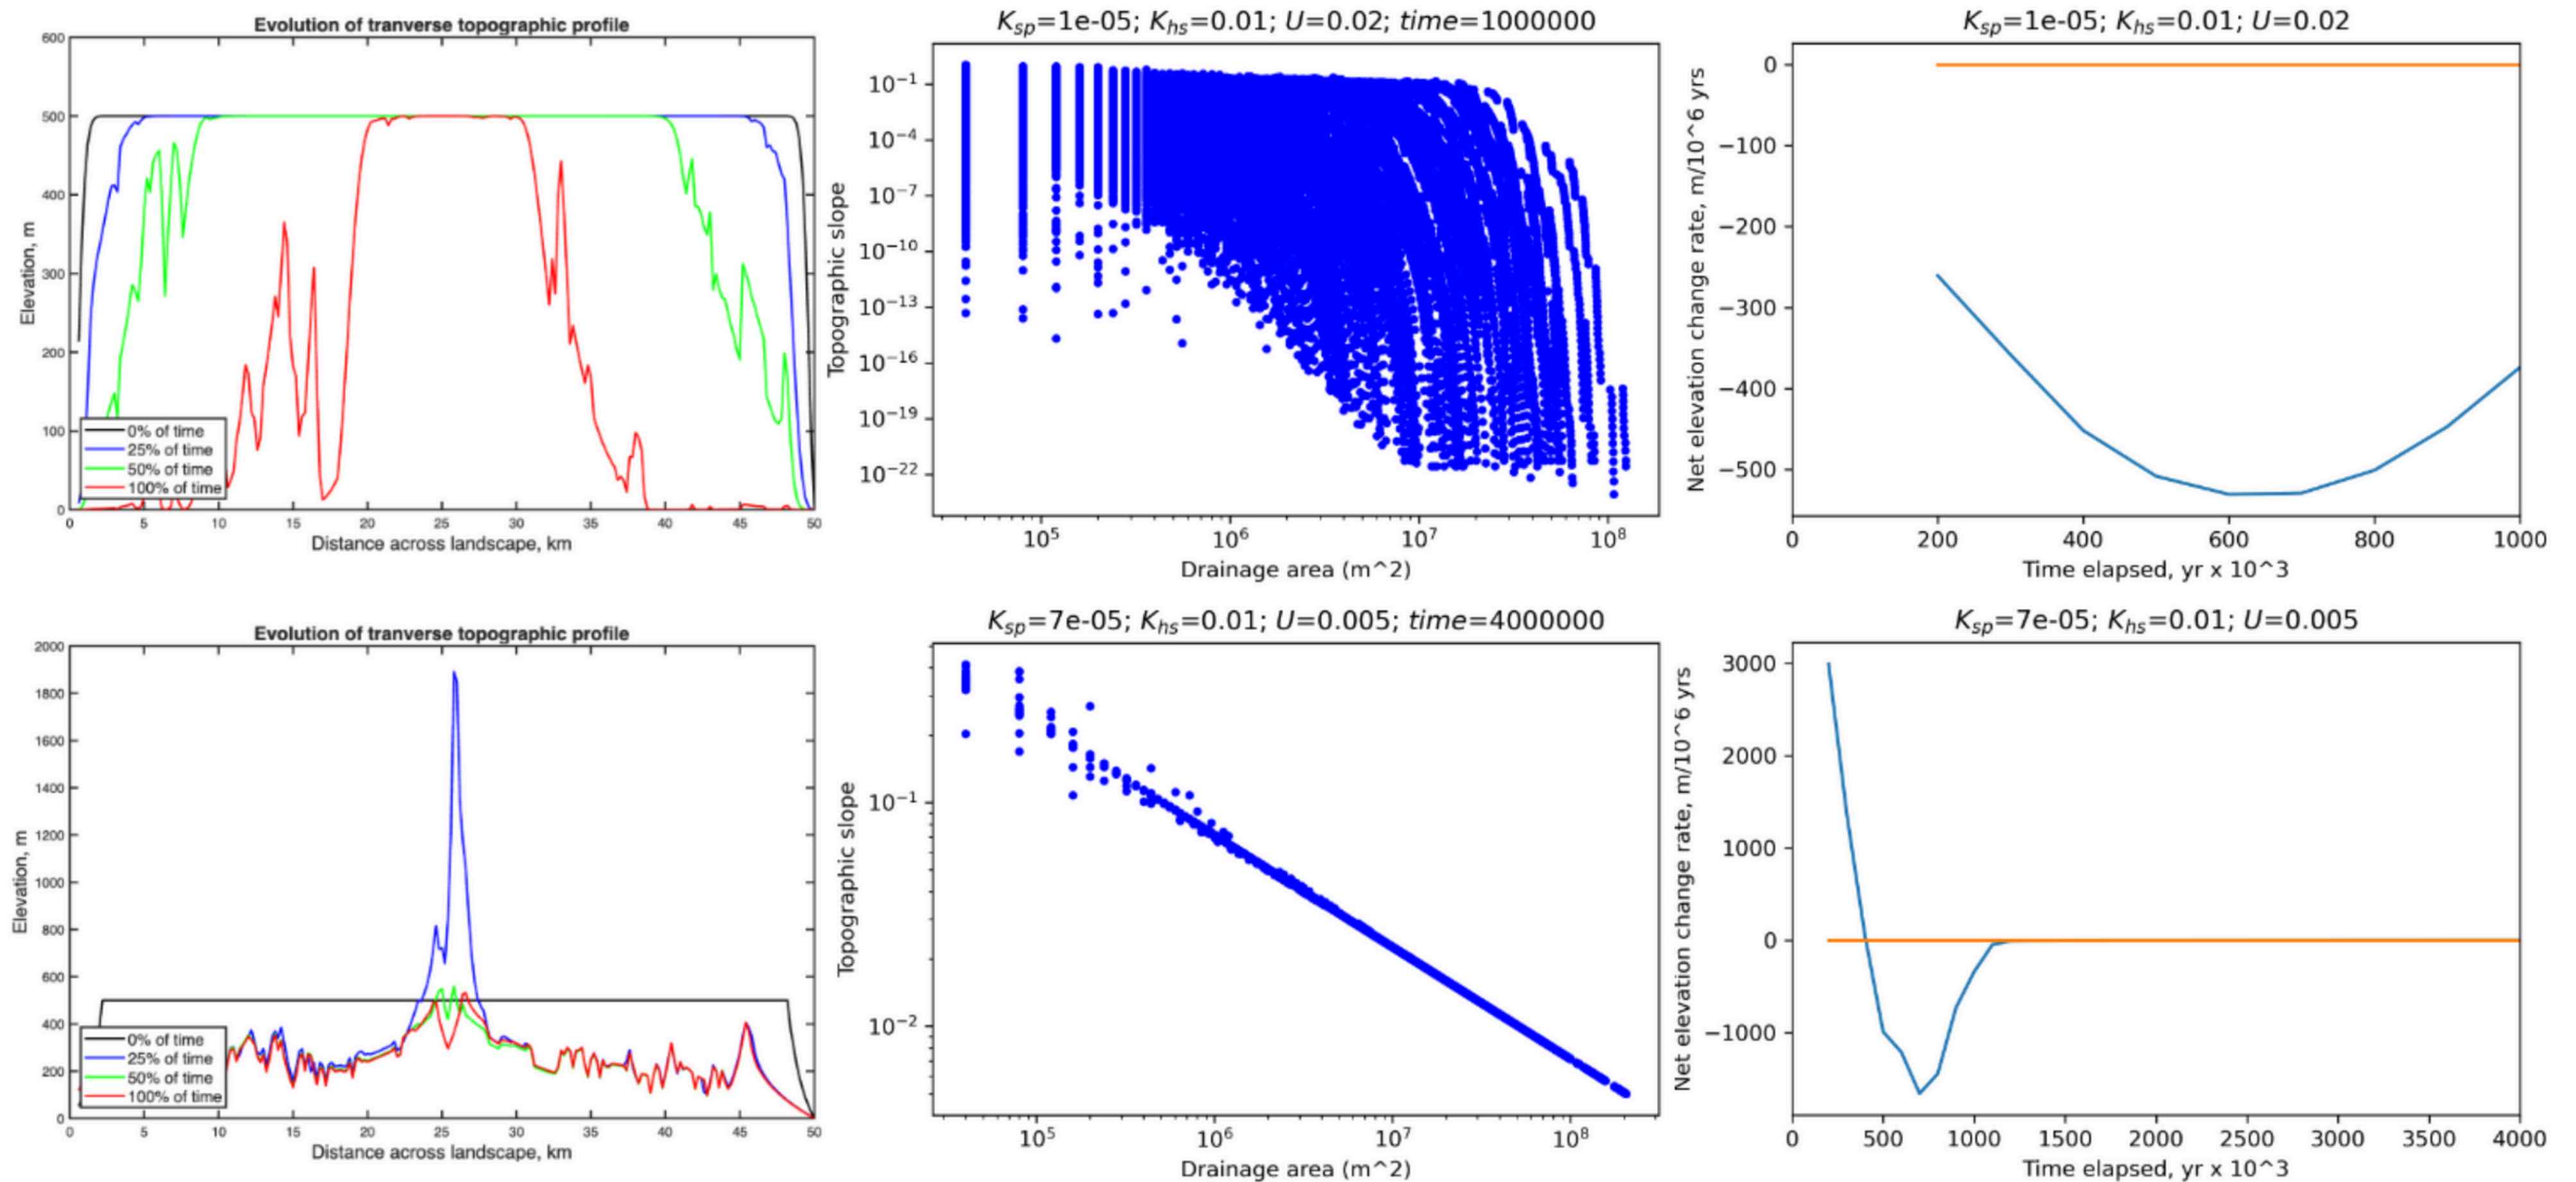 Evolution of tranverse topographic profile
600
500
400
300
200
100
0
Elevation, m
0% of time
25% of time
50% of time
100% of time
0 5 10 15 20 25 30 35 40 45 50
Distance across landscape, km
K_sp=1e-05; K_hs=0.01; U=0.02; time=1000000
10^-1
10^-4
10^-7
10^-10
10^-13
10^-16
10^-19
10^-22
Topographic slope
10^5 10^6 10^7 10^8
Drainage area (m^2)
K_sp=1e-05; K_hs=0.01; U=0.02
0
−100
−200
−300
−400
−500
Net elevation change rate, m/10^6 yrs
0 200 400 600 800 1000
Time elapsed, yr x 10^3
Evolution of tranverse topographic profile
2000
1800
1600
1400
1200
1000
800
600
400
200
0
Elevation, m
0% of time
25% of time
50% of time
100% of time
0 5 10 15 20 25 30 35 40 45 50
Distance across landscape, km
K_sp=7e-05; K_hs=0.01; U=0.005; time=4000000
10^-1
10^-2
Topographic slope
10^5 10^6 10^7 10^8
Drainage area (m^2)
K_sp=7e-05; K_hs=0.01; U=0.005
3000
2000
1000
0
−1000
Net elevation change rate, m/10^6 yrs
0 500 1000 1500 2000 2500 3000 3500 4000
Time elapsed, yr x 10^3